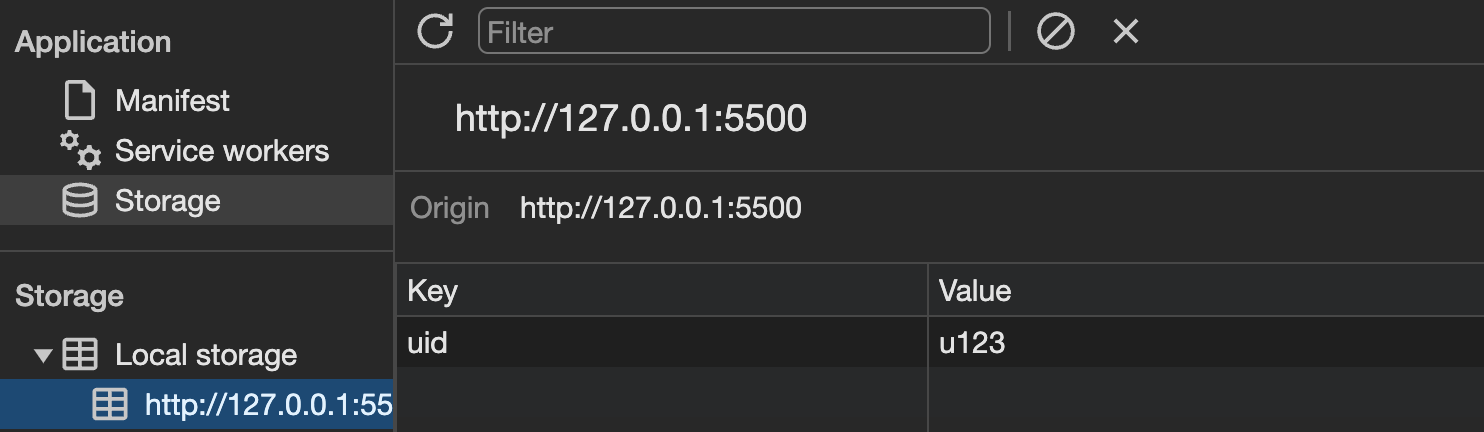 Application
Manifest
Service workers
Storage
Storage
Local storage
http://127.0.0.1:55
Filter
http://127.0.0.1:5500
Origin http://127.0.0.1:5500
Key Value
uid u123